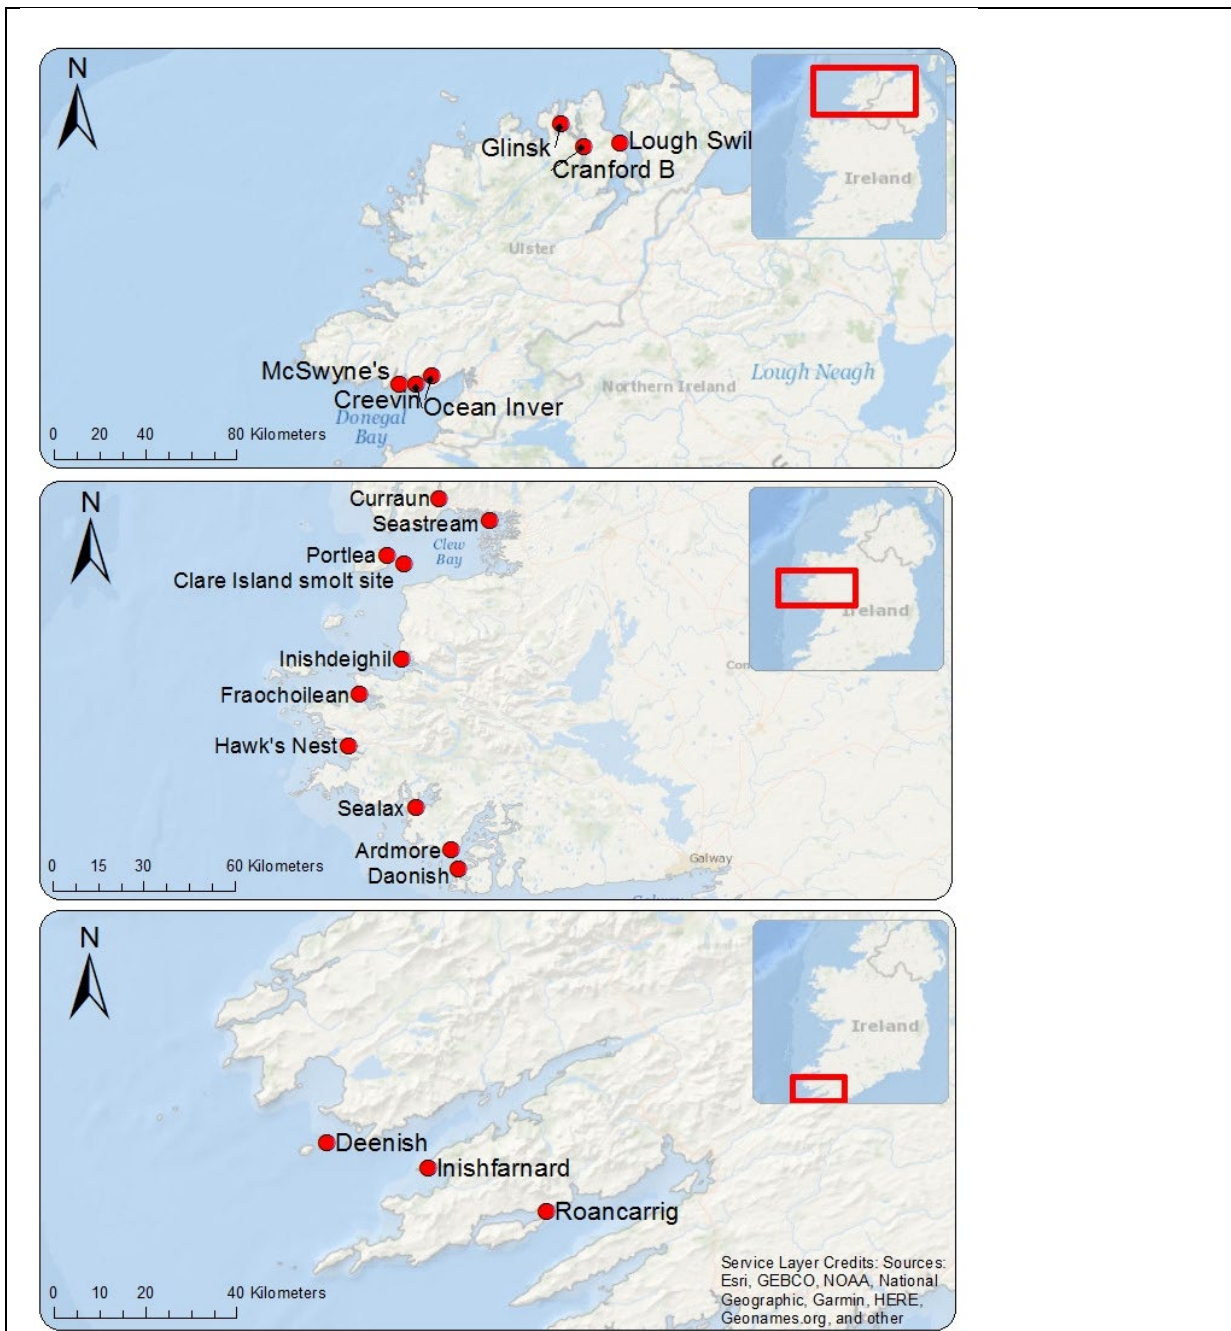 N
Glinsk
Lough Swil
Cranford B
Ireland
Ulster
McSwyne's
Creevin
Ocean Inver
Donegal
Bay
Northern Ireland
Lough Neagh
0 20 40 80 Kilometers
N
Curraun
Seastream
Clew
Bay
Portlea
Clare Island smolt site
Ireland
Inishdeighil
Con
Fraochoilean
Hawk's Nest
Sealax
Ardmore
Daonish
Galway
0 15 30 60 Kilometers
N
Ireland
Deenish
Inishfarnard
Roancarrig
0 10 20 40 Kilometers
Service Layer Credits: Sources:
Esri, GEBCO, NOAA, National
Geographic, Garmin, HERE,
Geonames.org, and other